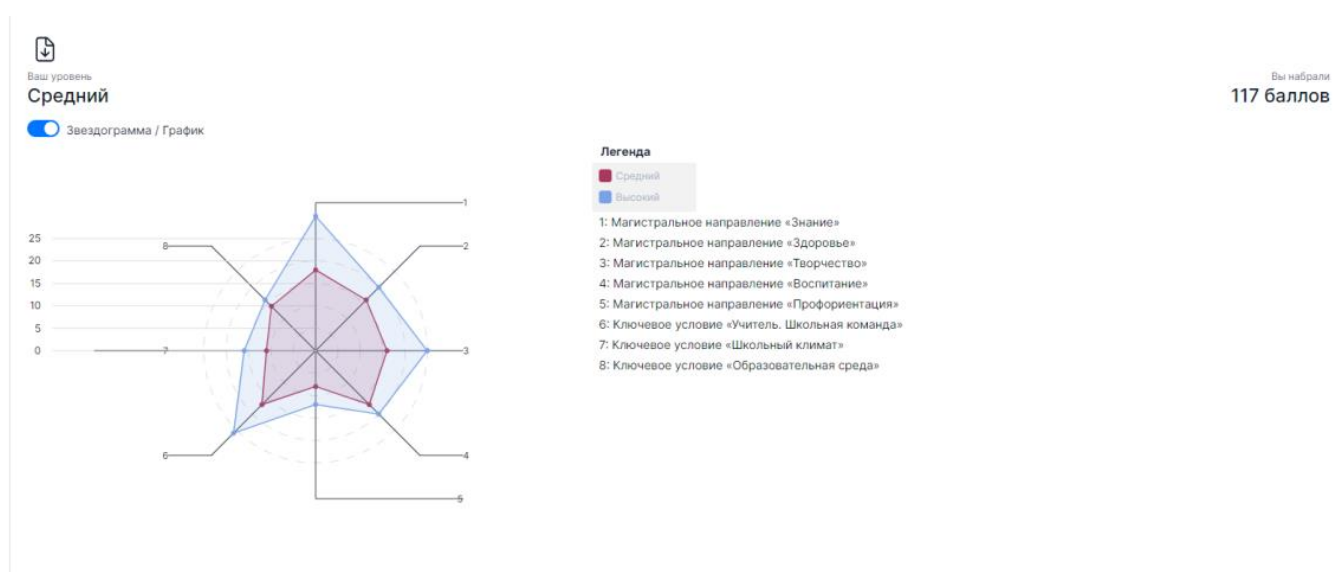 Ваш уровень
Средний
Вы набрали
117 баллов
Звездограмма / График
Легенда
Средний
Высокий
1: Магистральное направление «Знание»
2: Магистральное направление «Здоровье»
3: Магистральное направление «Творчество»
4: Магистральное направление «Воспитание»
5: Магистральное направление «Профориентация»
6: Ключевое условие «Учитель. Школьная команда»
7: Ключевое условие «Школьный климат»
8: Ключевое условие «Образовательная среда»
25
20
15
10
5
0
1
2
3
4
5
6
7
8